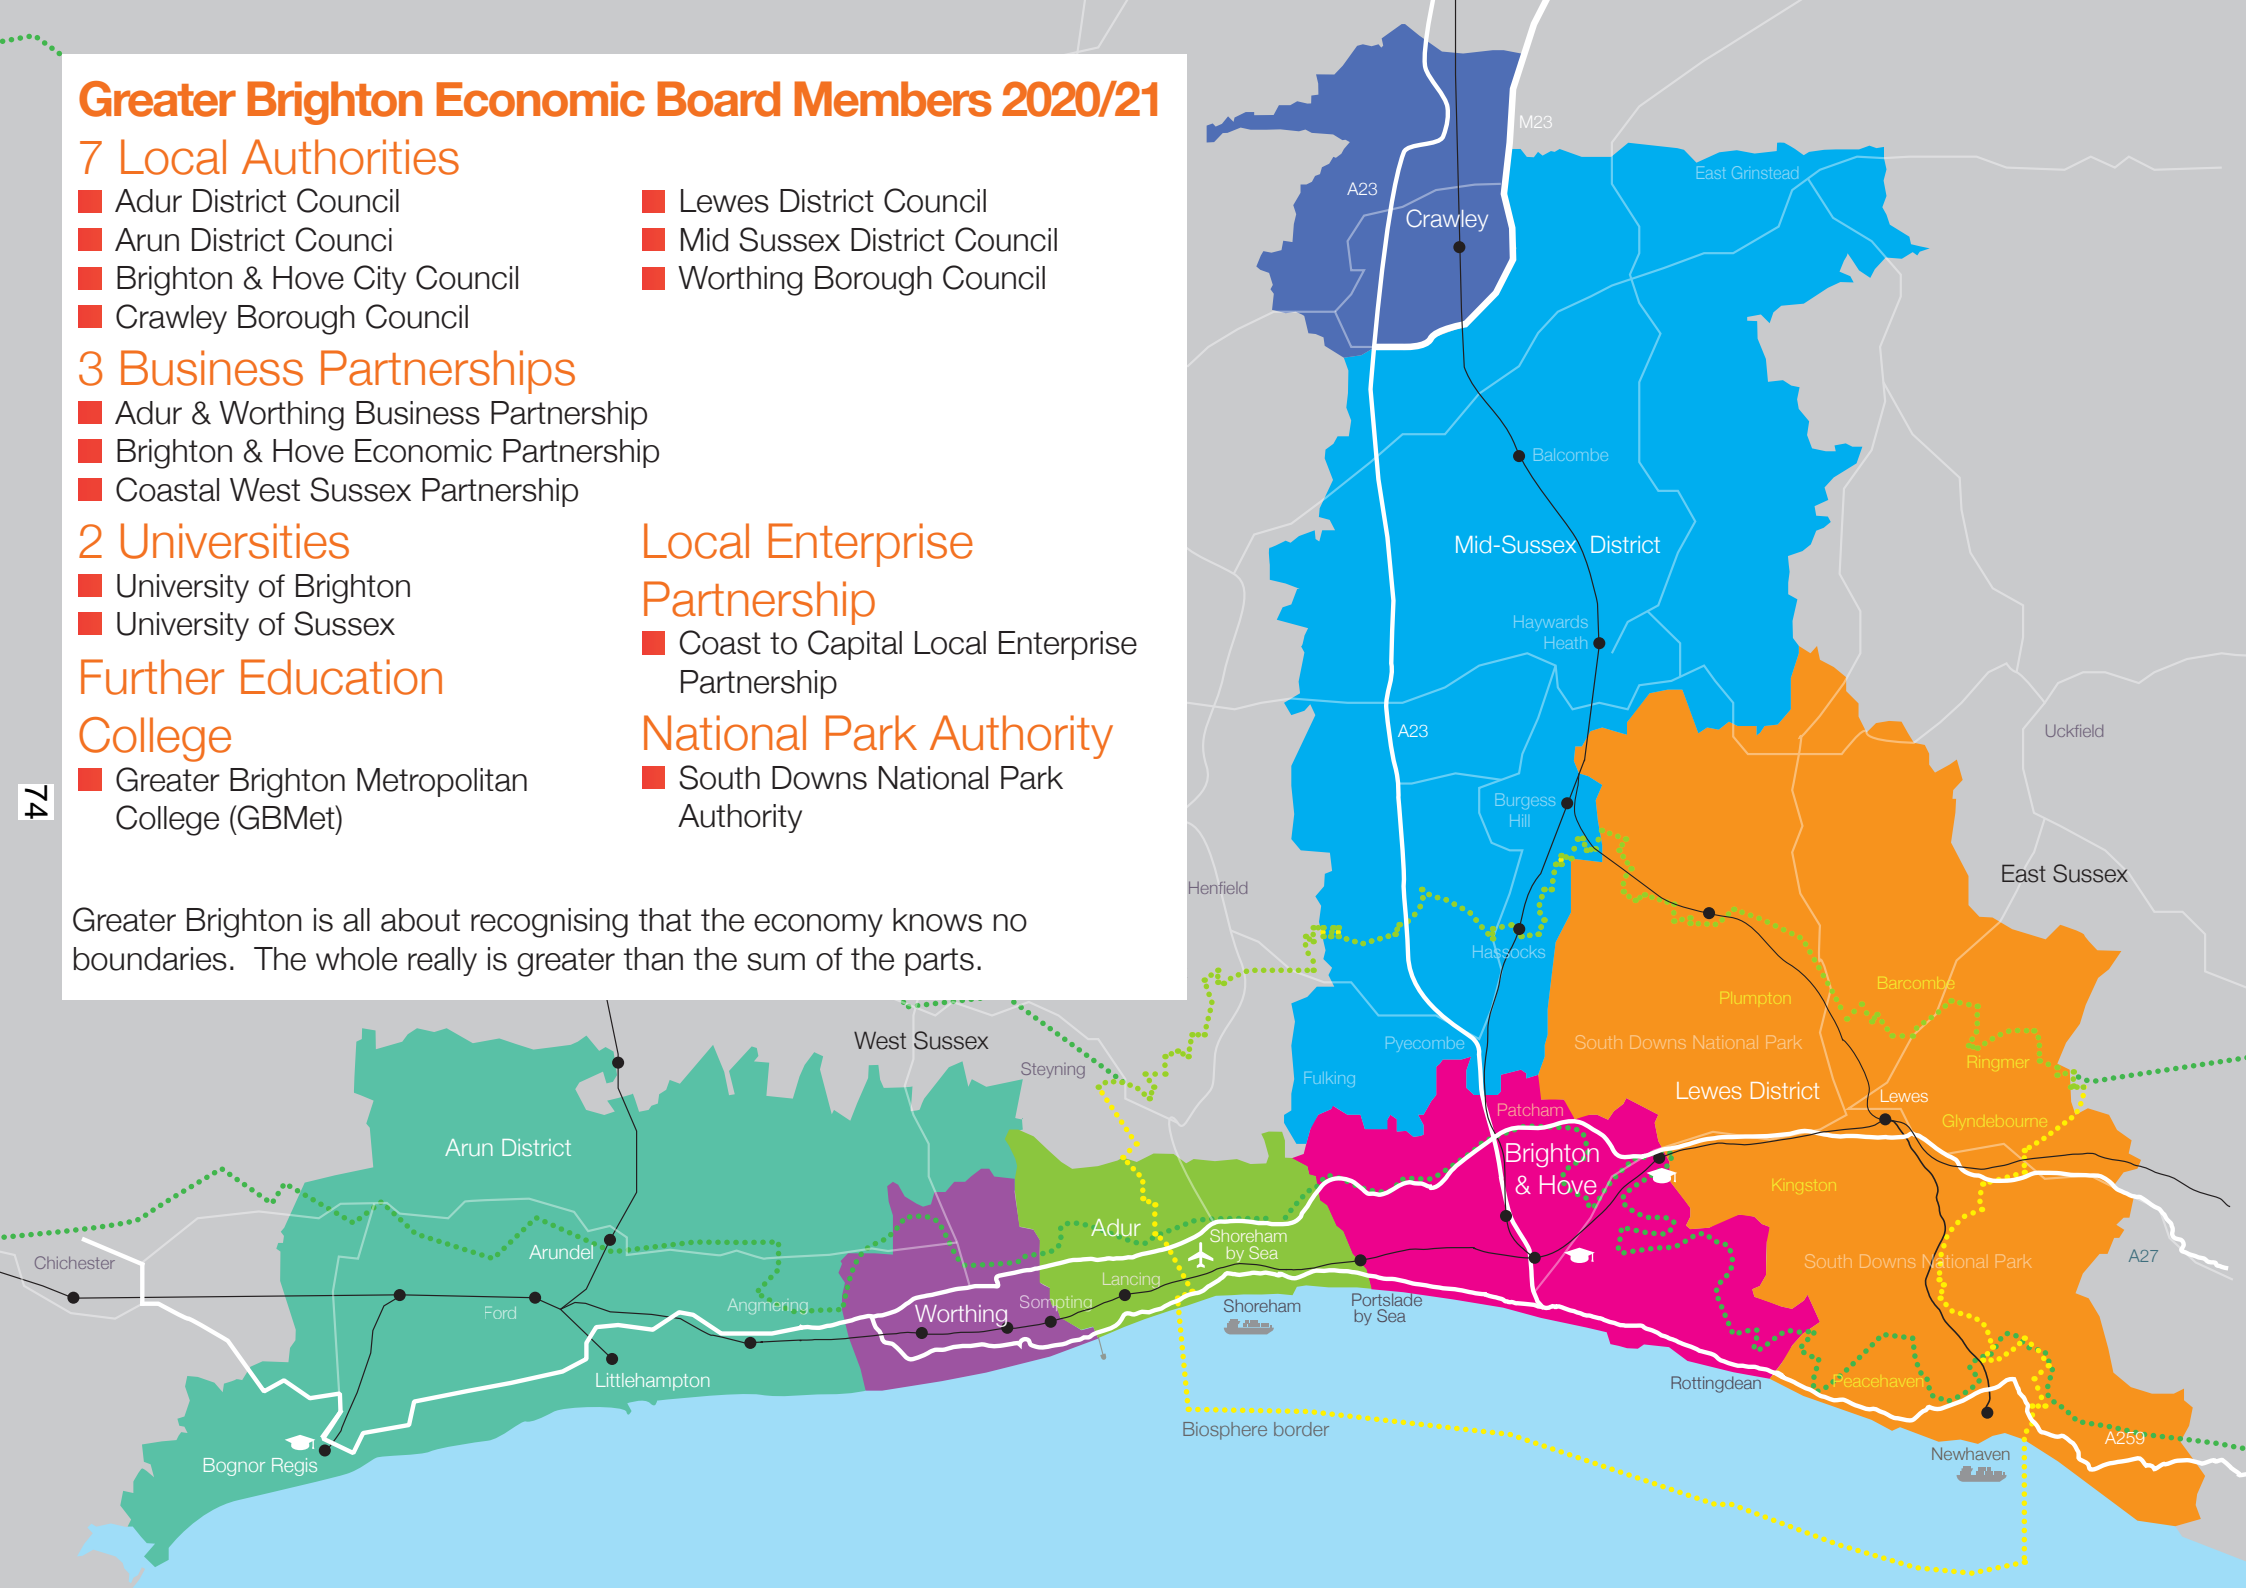 Greater Brighton Economic Board Members 2020/21
7 Local Authorities
Adur District Council
Arun District Counci
Brighton & Hove City Council
Crawley Borough Council
Lewes District Council
Mid Sussex District Council
Worthing Borough Council
3 Business Partnerships
Adur & Worthing Business Partnership
Brighton & Hove Economic Partnership
Coastal West Sussex Partnership
2 Universities
University of Brighton
University of Sussex
Further Education
College
Greater Brighton Metropolitan
College (GBMet)
Local Enterprise
Partnership
Coast to Capital Local Enterprise
Partnership
National Park Authority
South Downs National Park
Authority
Greater Brighton is all about recognising that the economy knows no
boundaries. The whole really is greater than the sum of the parts.
74
M23
East Grinstead
A23
Crawley
Balcombe
Mid-Sussex District
Haywards
Heath
A23
Uckfield
Burgess
Hill
East Sussex
Henfield
Hassocks
Barcombe
Plumpton
West Sussex
Pyecombe
South Downs National Park
Steyning
Ringmer
Fulking
Lewes District
Lewes
Patcham
Glyndebourne
Arun District
Brighton
& Hove
Kingston
Adur
Shoreham
by Sea
Arundel
Chichester
South Downs National Park
A27
Lancing
Angmering
Sompting
Ford
Worthing
Shoreham
Portslade
by Sea
Littlehampton
Rottingdean
Peacehaven
Biosphere border
A259
Newhaven
Bognor Regis